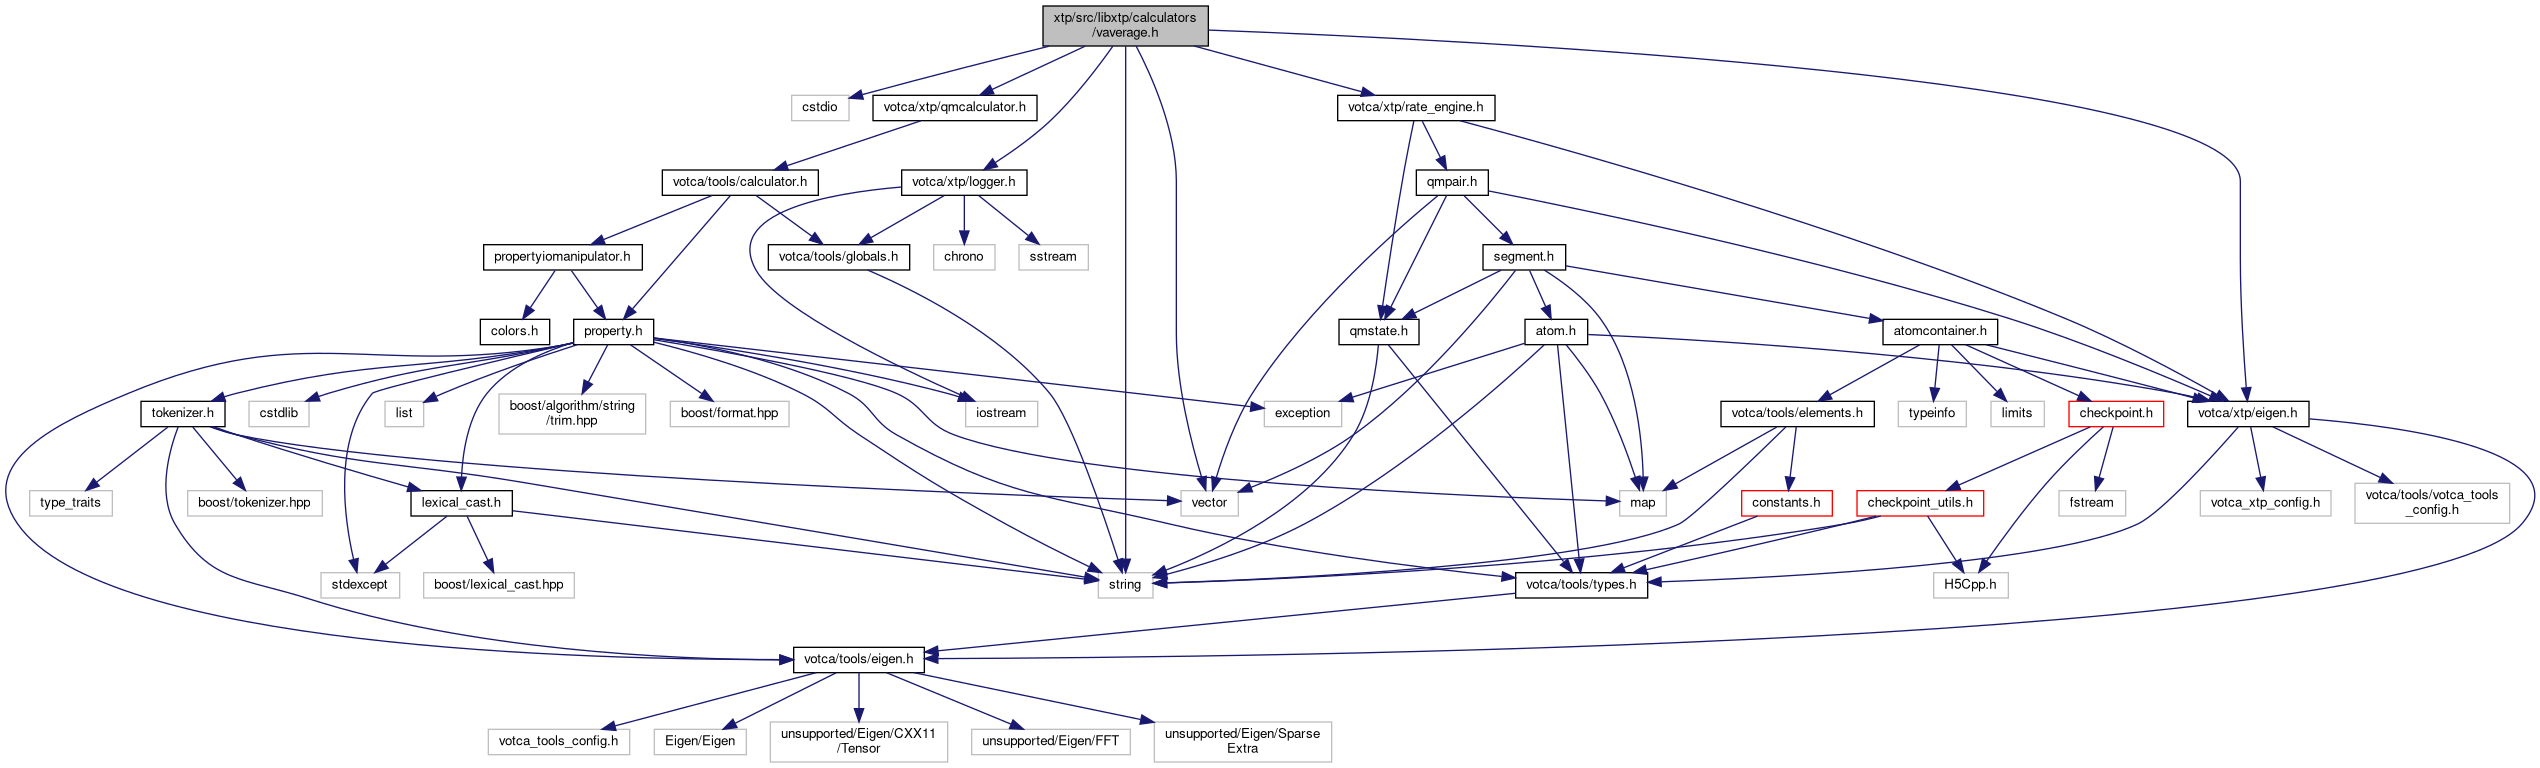 xtp/src/libxtp/calculators
/vaverage.h
cstdio
votca/xtp/qmcalculator.h
votca/xtp/rate_engine.h
votca/tools/calculator.h
votca/xtp/logger.h
qmpair.h
propertyiomanipulator.h
votca/tools/globals.h
chrono
sstream
segment.h
colors.h
property.h
qmstate.h
atom.h
atomcontainer.h
tokenizer.h
cstdlib
list
boost/algorithm/string
/trim.hpp
boost/format.hpp
iostream
exception
votca/tools/elements.h
typeinfo
limits
checkpoint.h
votca/xtp/eigen.h
type_traits
boost/tokenizer.hpp
lexical_cast.h
vector
map
constants.h
checkpoint_utils.h
fstream
votca_xtp_config.h
votca/tools/votca_tools
_config.h
stdexcept
boost/lexical_cast.hpp
string
votca/tools/types.h
H5Cpp.h
votca/tools/eigen.h
votca_tools_config.h
Eigen/Eigen
unsupported/Eigen/CXX11
/Tensor
unsupported/Eigen/FFT
unsupported/Eigen/Sparse
Extra